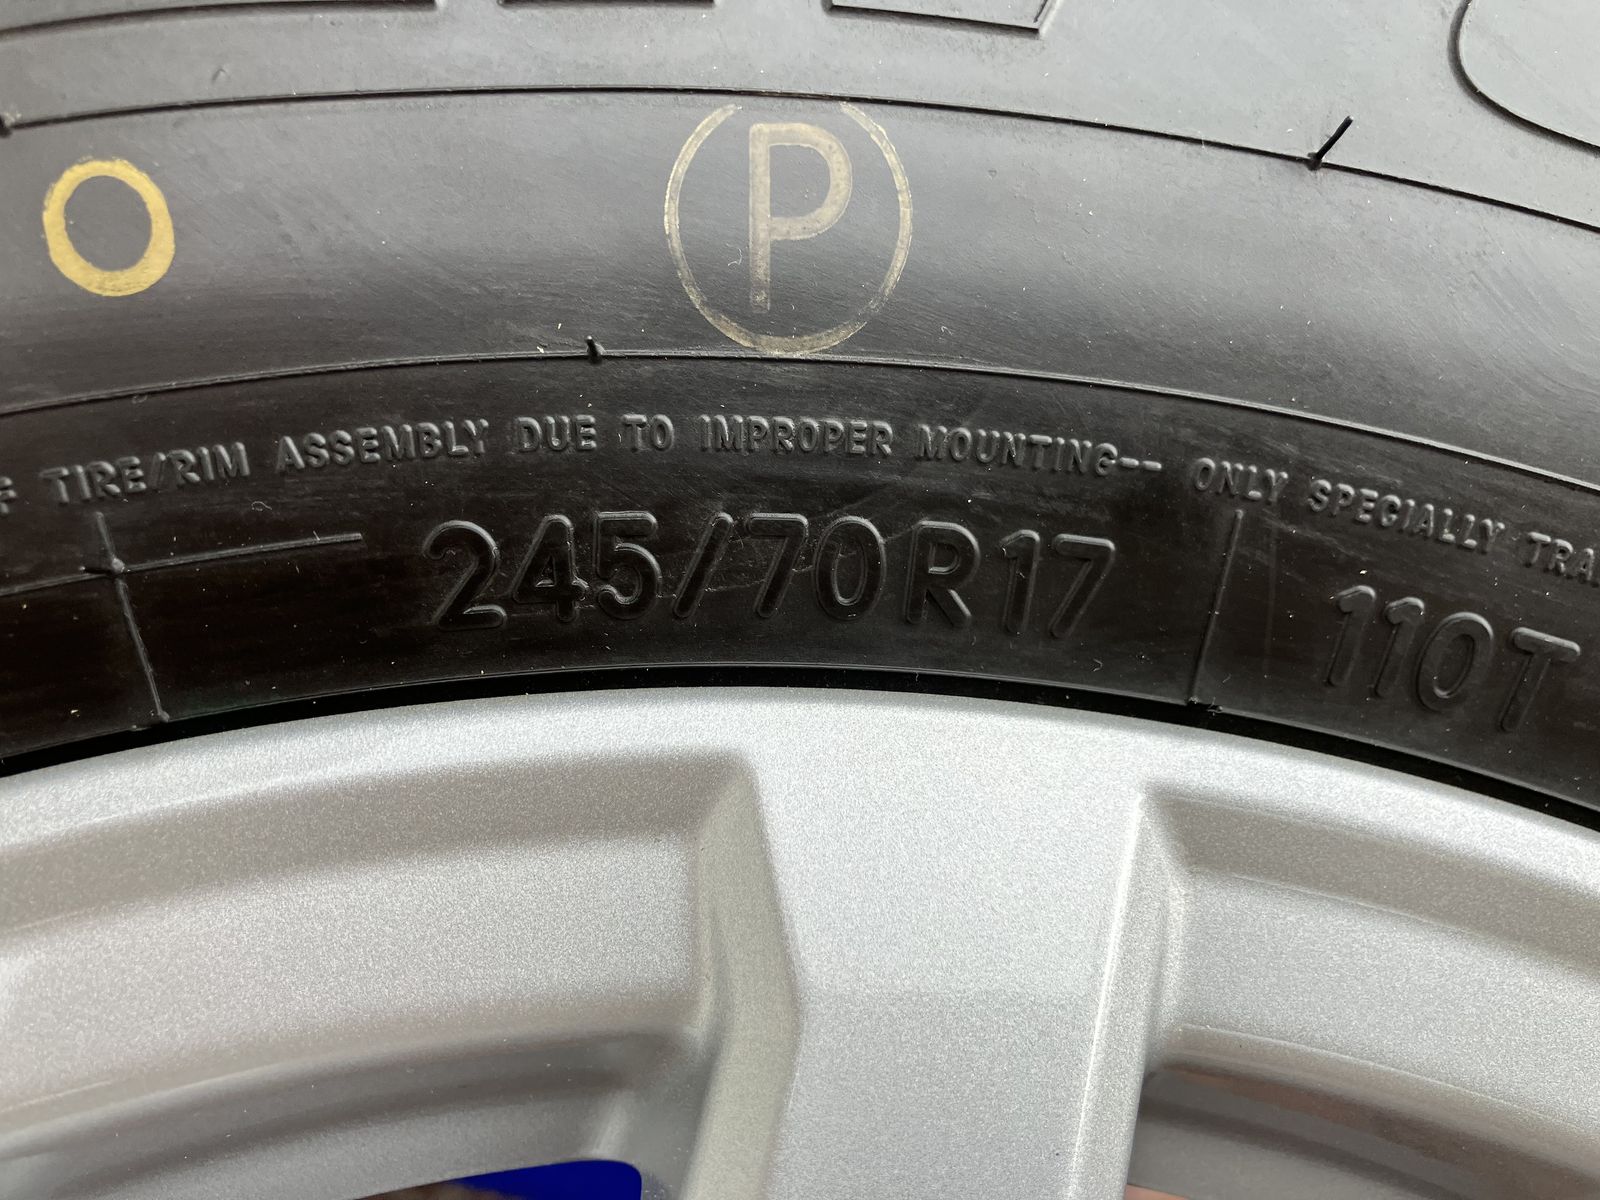 P
TIRE/RIM ASSEMBLY DUE TO IMPROPER MOUNTING-- ONLY SPECIALLY
245/70R17 110T